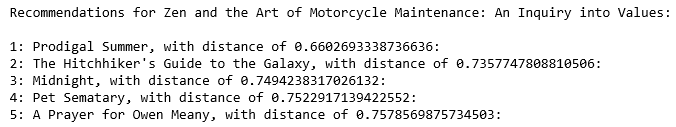 Recommendations for Zen and the Art of Motorcycle Maintenance: An Inquiry into Values:
1: Prodigal Summer, with distance of 0.6602693338736636:
2: The Hitchhiker's Guide to the Galaxy, with distance of 0.7357747808810506:
3: Midnight, with distance of 0.7494238317026132:
4: Pet Sematary, with distance of 0.7522917139422552:
5: A Prayer for Owen Meany, with distance of 0.7578569875734503: